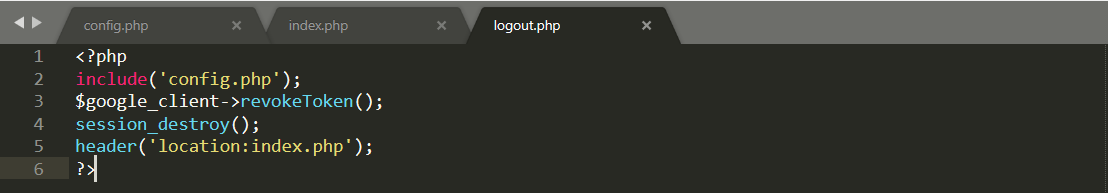 config.php × index.php × logout.php ×
1 <?php
2 include('config.php');
3 $google_client->revokeToken();
4 session_destroy();
5 header('location:index.php');
6 ?>